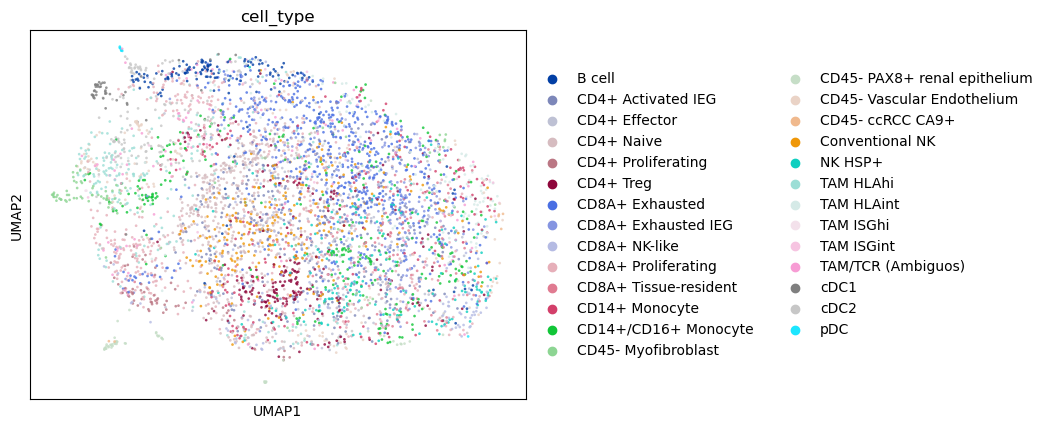 cell_type
UMAP2
UMAP1
B cell
CD4+ Activated IEG
CD4+ Effector
CD4+ Naive
CD4+ Proliferating
CD4+ Treg
CD8A+ Exhausted
CD8A+ Exhausted IEG
CD8A+ NK-like
CD8A+ Proliferating
CD8A+ Tissue-resident
CD14+ Monocyte
CD14+/CD16+ Monocyte
CD45- Myofibroblast
CD45- PAX8+ renal epithelium
CD45- Vascular Endothelium
CD45- ccRCC CA9+
Conventional NK
NK HSP+
TAM HLAhi
TAM HLAint
TAM ISGhi
TAM ISGint
TAM/TCR (Ambiguos)
cDC1
cDC2
pDC